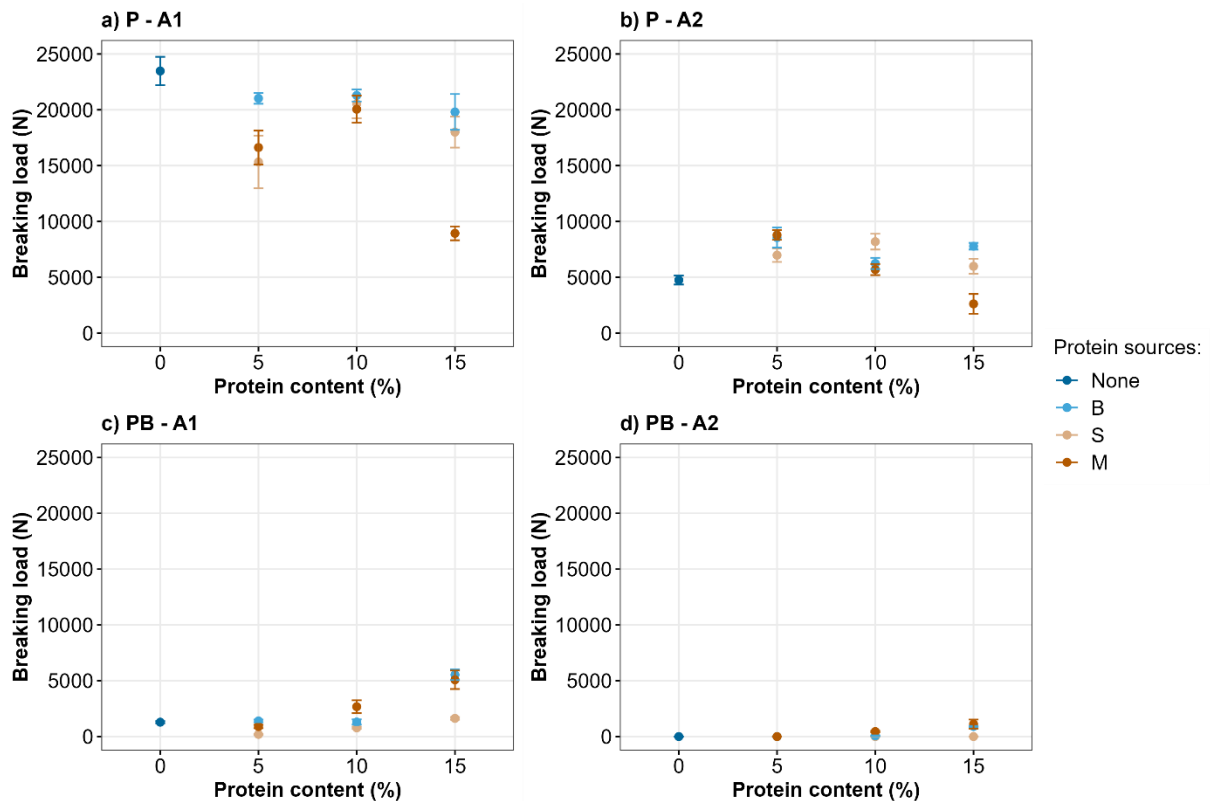 a) P - A1
25000
20000
15000
10000
5000
0
Breaking load (N)
0 5 10 15
Protein content (%)
b) P - A2
25000
20000
15000
10000
5000
0
Breaking load (N)
0 5 10 15
Protein content (%)
c) PB - A1
25000
20000
15000
10000
5000
0
Breaking load (N)
0 5 10 15
Protein content (%)
d) PB - A2
25000
20000
15000
10000
5000
0
Breaking load (N)
0 5 10 15
Protein content (%)
Protein sources:
None
B
S
M